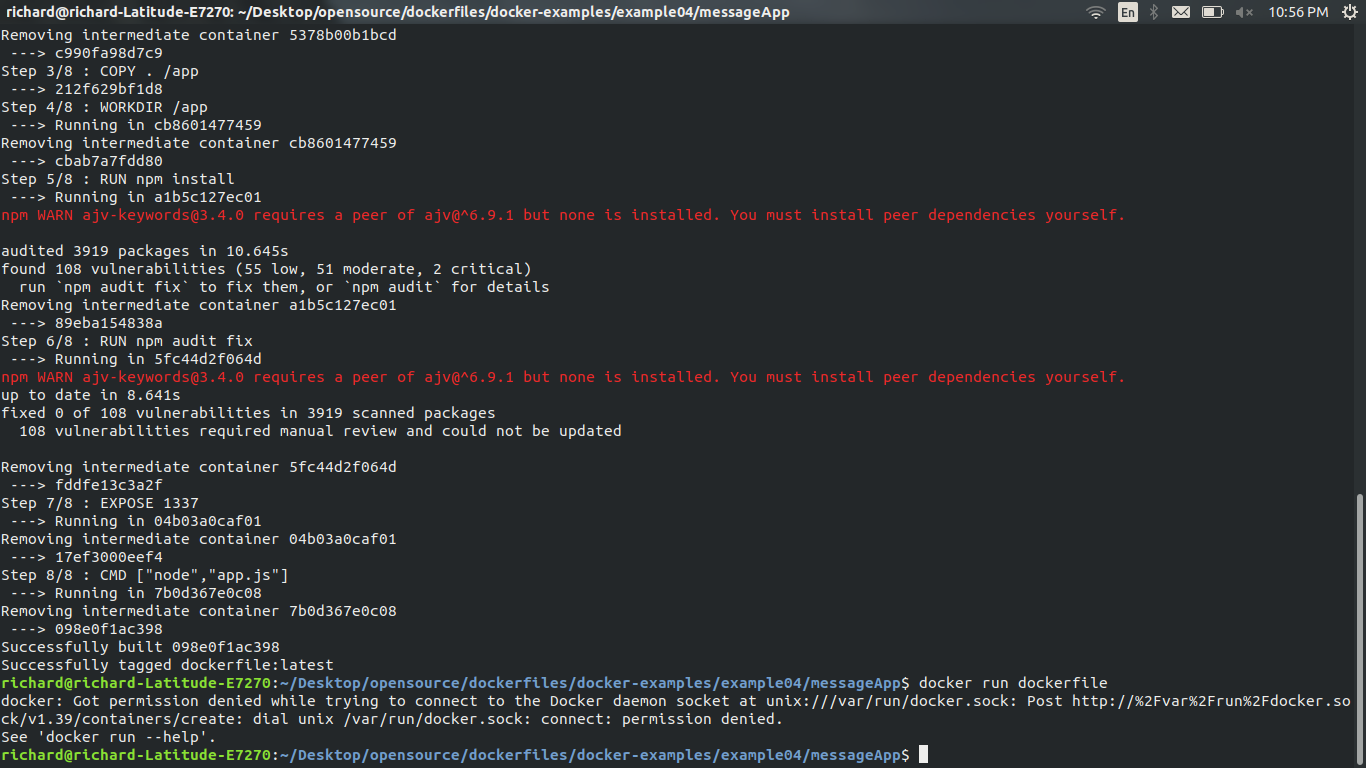 richard@richard-Latitude-E7270: ~/Desktop/opensource/dockerfiles/docker-examples/example04/messageApp
En
10:56 PM
Removing intermediate container 5378b00b1bcd
 ---> c990fa98d7c9
Step 3/8 : COPY . /app
 ---> 212f629bf1d8
Step 4/8 : WORKDIR /app
 ---> Running in cb8601477459
Removing intermediate container cb8601477459
 ---> cbab7a7fdd80
Step 5/8 : RUN npm install
 ---> Running in a1b5c127ec01
npm WARN ajv-keywords@3.4.0 requires a peer of ajv@^6.9.1 but none is installed. You must install peer dependencies yourself.
audited 3919 packages in 10.645s
found 108 vulnerabilities (55 low, 51 moderate, 2 critical)
  run `npm audit fix` to fix them, or `npm audit` for details
Removing intermediate container a1b5c127ec01
 ---> 89eba154838a
Step 6/8 : RUN npm audit fix
 ---> Running in 5fc44d2f064d
npm WARN ajv-keywords@3.4.0 requires a peer of ajv@^6.9.1 but none is installed. You must install peer dependencies yourself.
up to date in 8.641s
fixed 0 of 108 vulnerabilities in 3919 scanned packages
  108 vulnerabilities required manual review and could not be updated
Removing intermediate container 5fc44d2f064d
 ---> fddfe13c3a2f
Step 7/8 : EXPOSE 1337
 ---> Running in 04b03a0caf01
Removing intermediate container 04b03a0caf01
 ---> 17ef3000eef4
Step 8/8 : CMD ["node","app.js"]
 ---> Running in 7b0d367e0c08
Removing intermediate container 7b0d367e0c08
 ---> 098e0f1ac398
Successfully built 098e0f1ac398
Successfully tagged dockerfile:latest
richard@richard-Latitude-E7270:~/Desktop/opensource/dockerfiles/docker-examples/example04/messageApp$ docker run dockerfile
docker: Got permission denied while trying to connect to the Docker daemon socket at unix:///var/run/docker.sock: Post http://%2Fvar%2Frun%2Fdocker.so
ck/v1.39/containers/create: dial unix /var/run/docker.sock: connect: permission denied.
See 'docker run --help'.
richard@richard-Latitude-E7270:~/Desktop/opensource/dockerfiles/docker-examples/example04/messageApp$